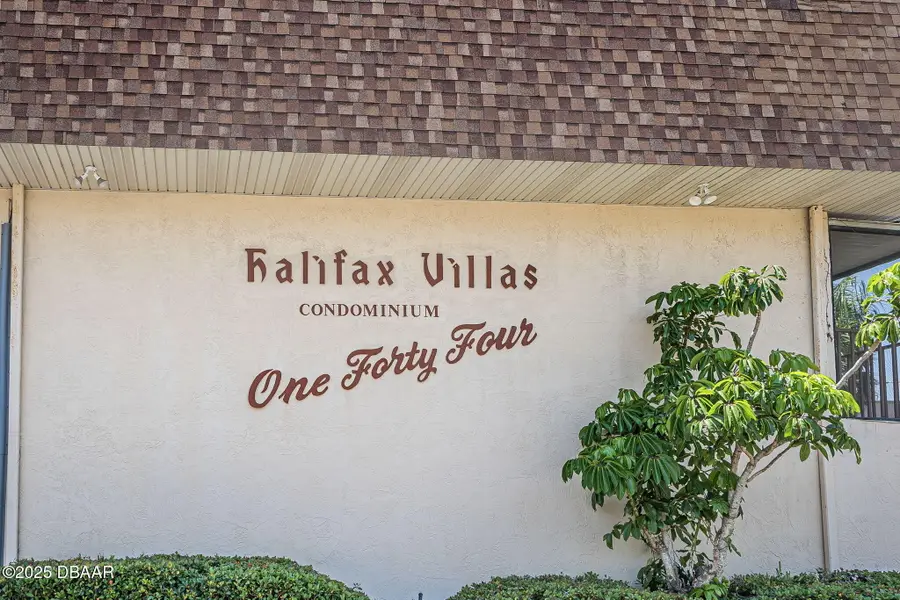 Halifax Villas
CONDOMINIUM
One Forty Four
©2025 DBAAR